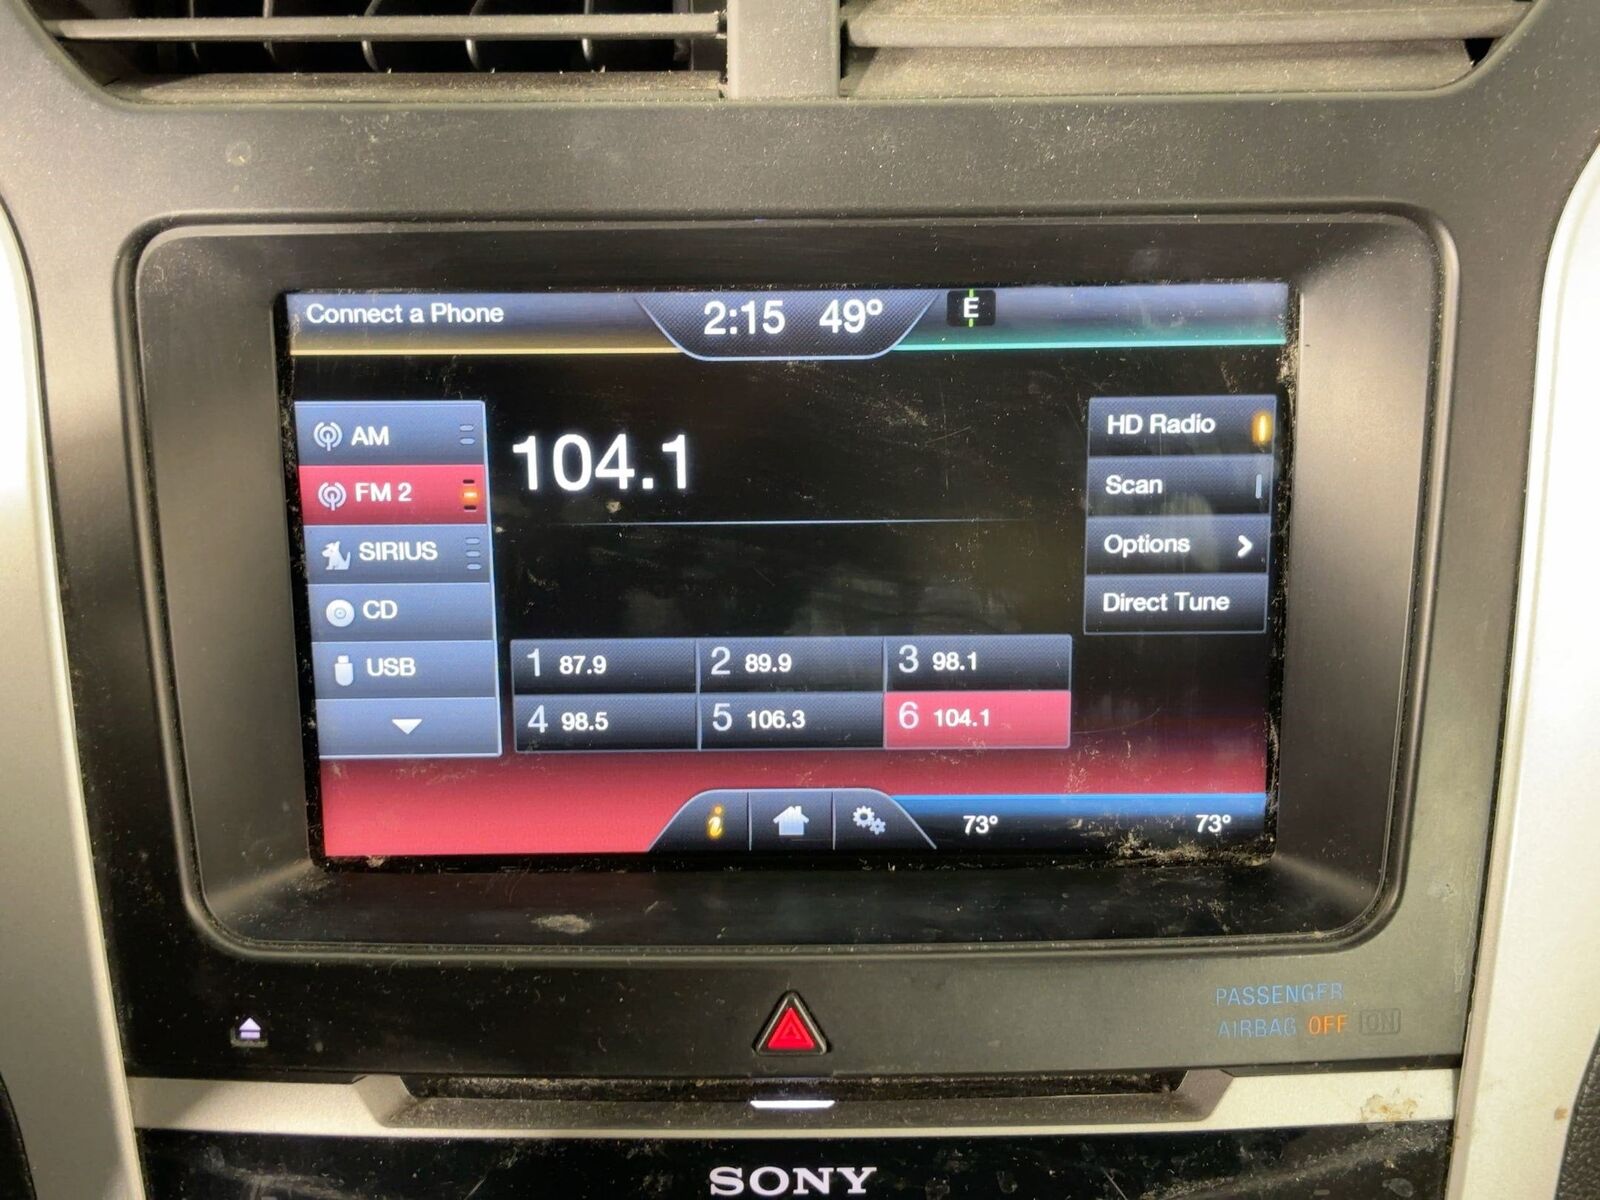 Connect a Phone 2:15 49° E
AM
FM 2
SIRIUS
CD
USB
104.1
HD Radio
Scan
Options
Direct Tune
1 87.9 2 89.9 3 98.1
4 98.5 5 106.3 6 104.1
i 73° 73°
PASSENGER
AIRBAG OFF ON
SONY